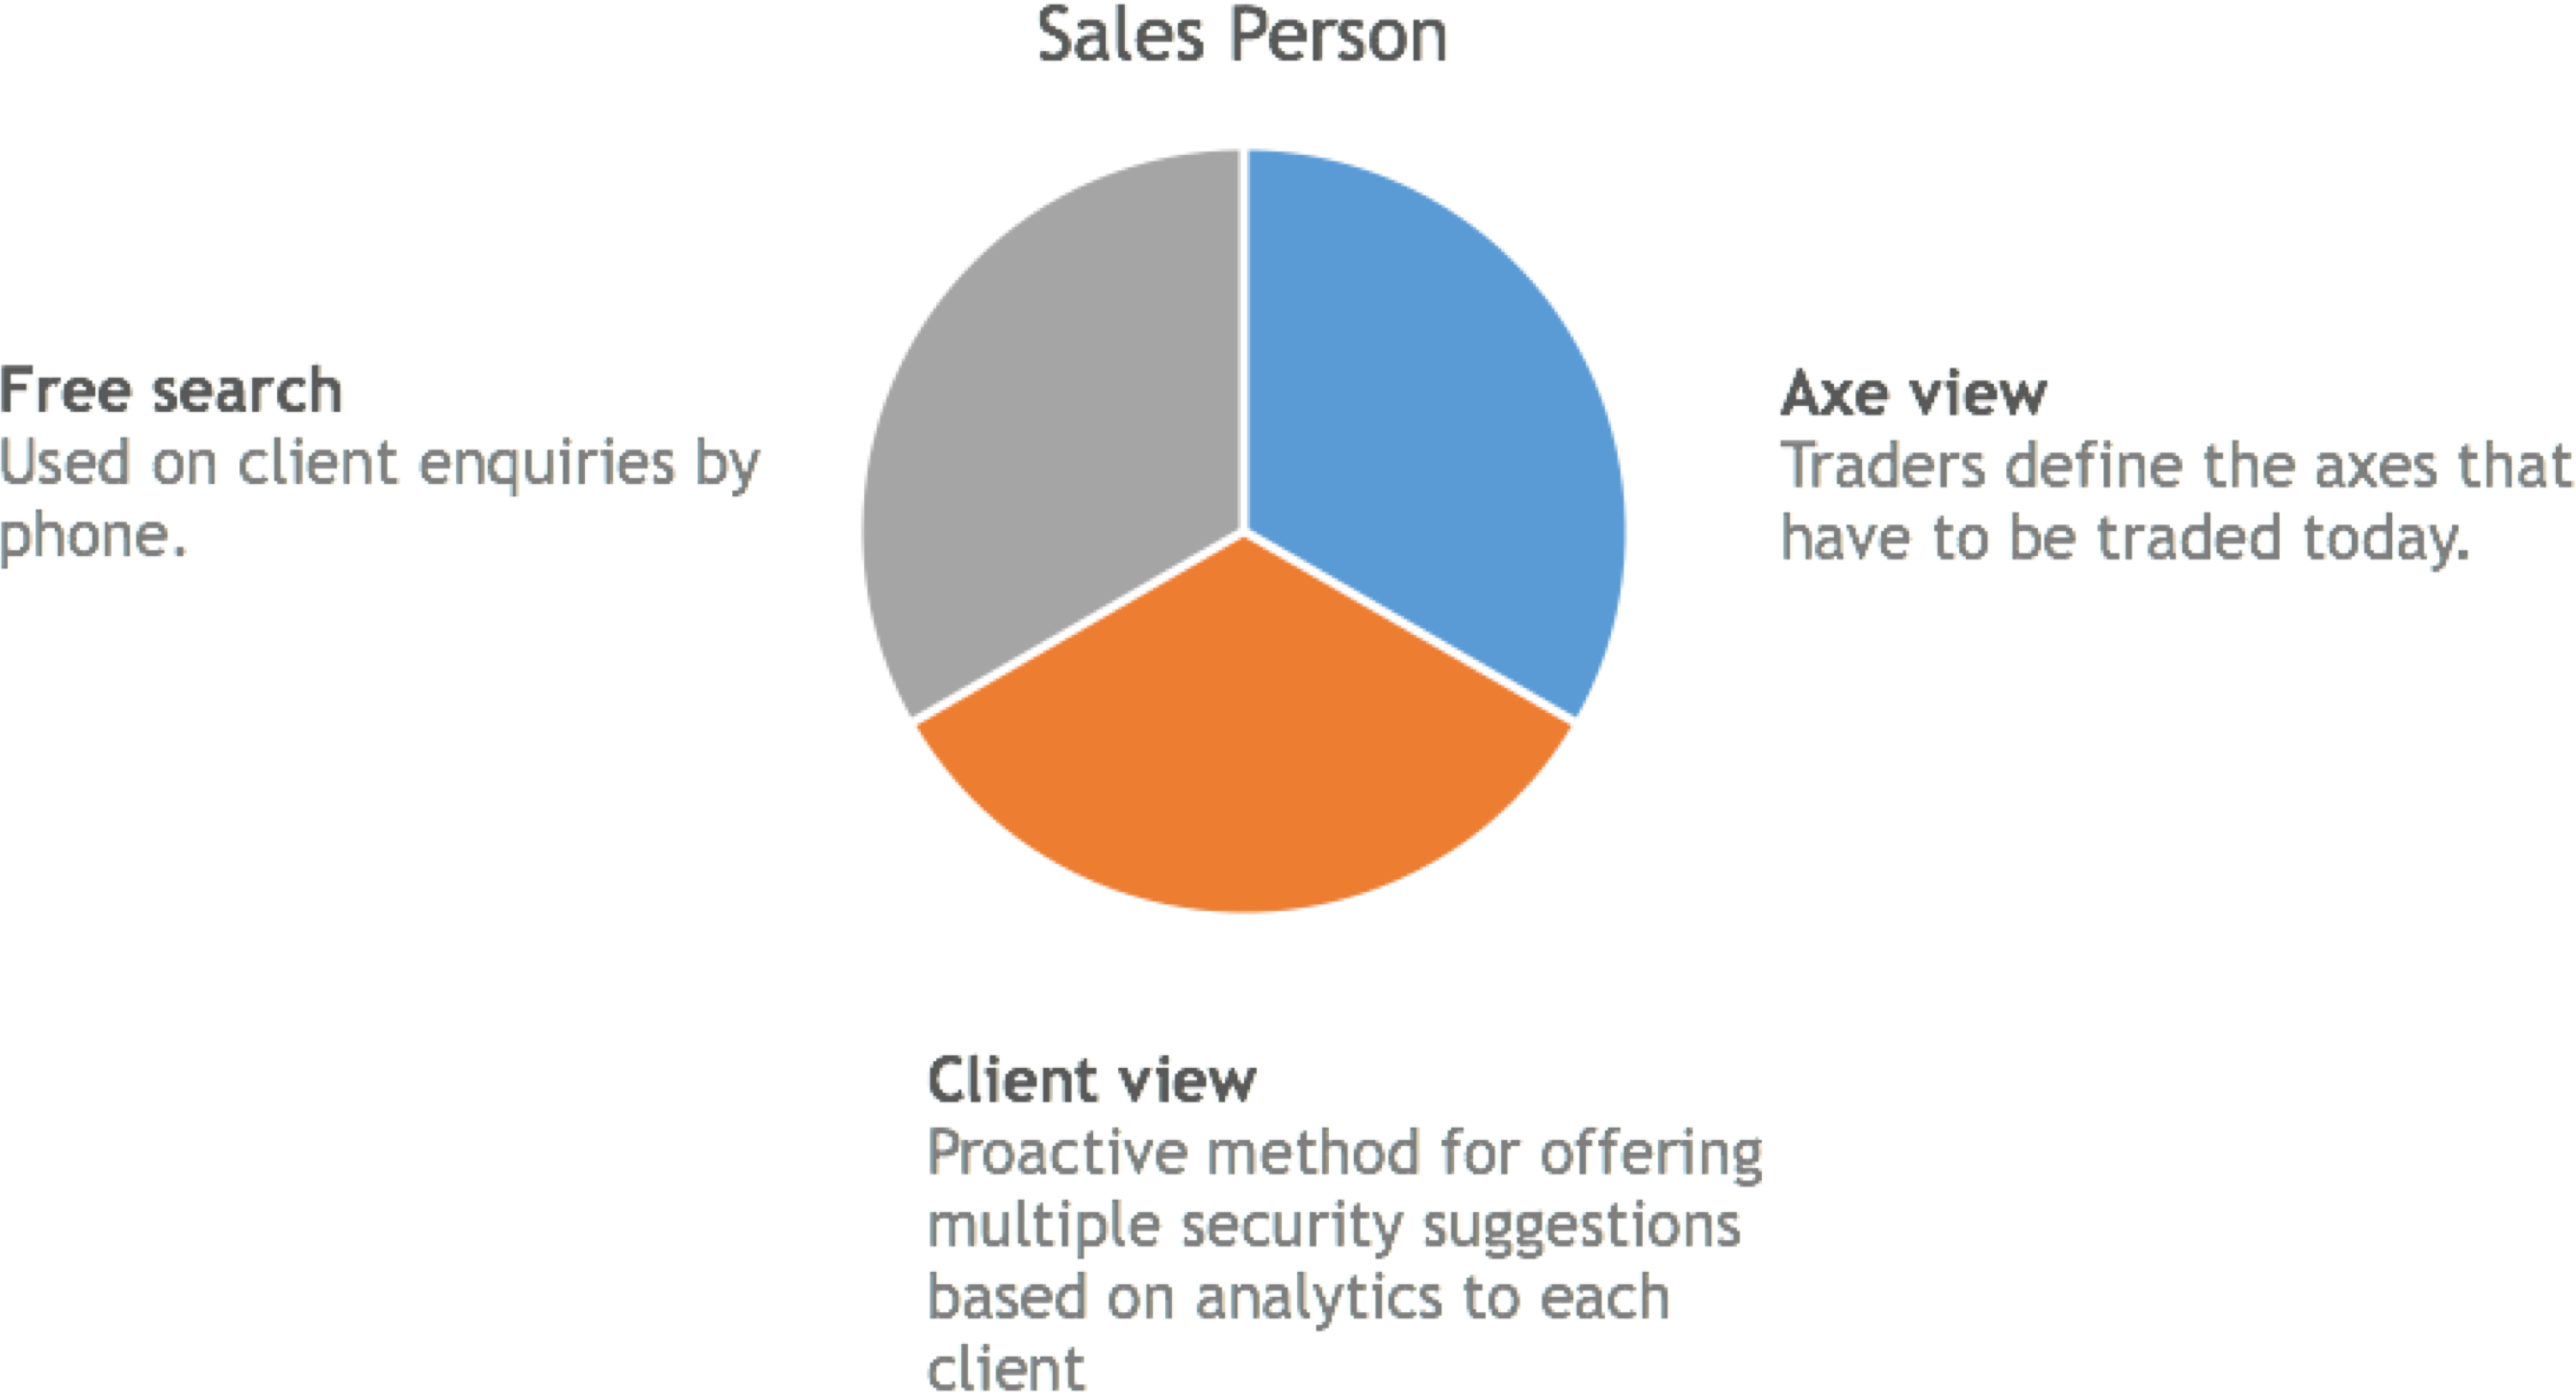 Sales Person
Free search
Used on client enquiries by
phone.
Axe view
Traders define the axes that
have to be traded today.
Client view
Proactive method for offering
multiple security suggestions
based on analytics to each
client